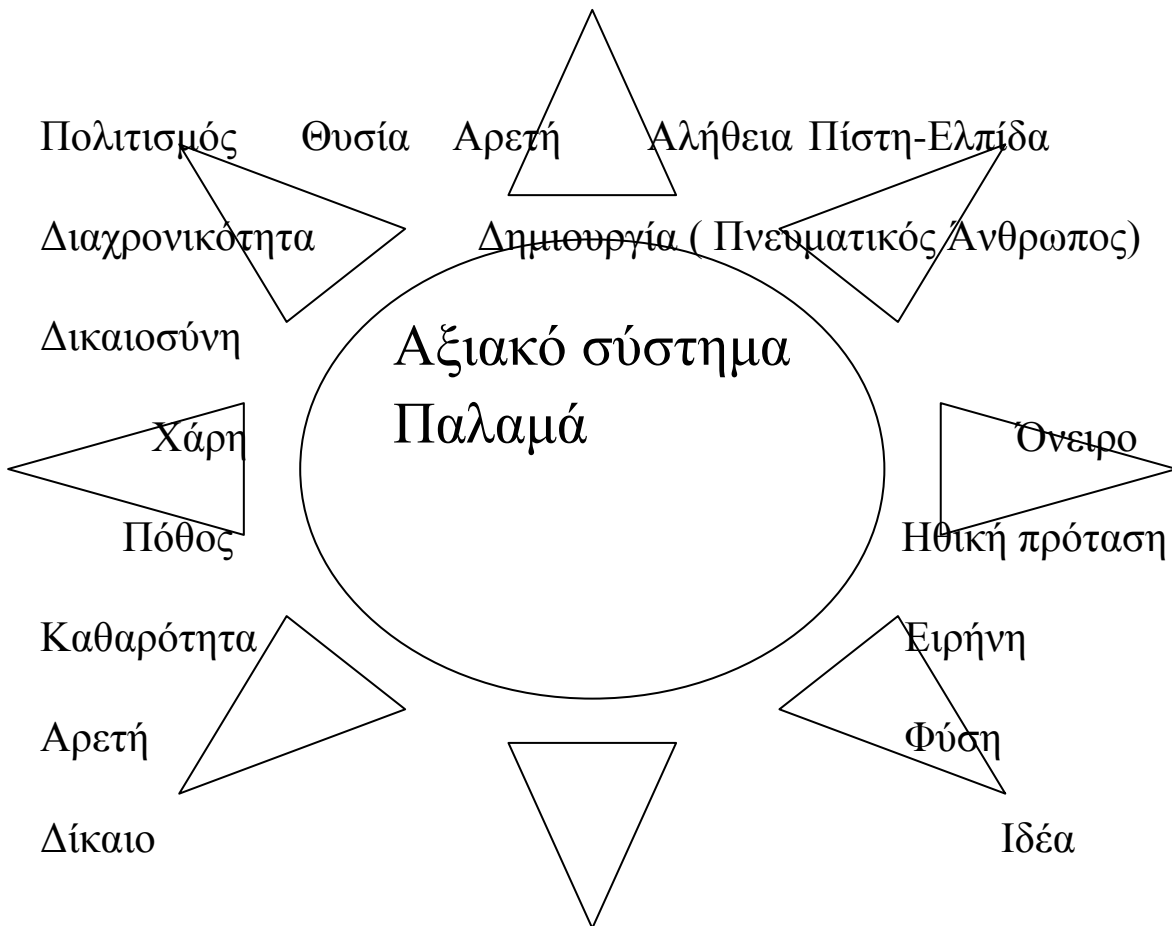 Πολιτισμός Θυσία Αρετή Αλήθεια Πίστη-Ελπίδα
Διαχρονικότητα Δημιουργία ( Πνευματικός Άνθρωπος)
Δικαιοσύνη
Αξιακό σύστημα
Παλαμά
Χάρη Όνειρο
Πόθος Ηθική πρόταση
Καθαρότητα Ειρήνη
Αρετή Φύση
Δίκαιο Ιδέα